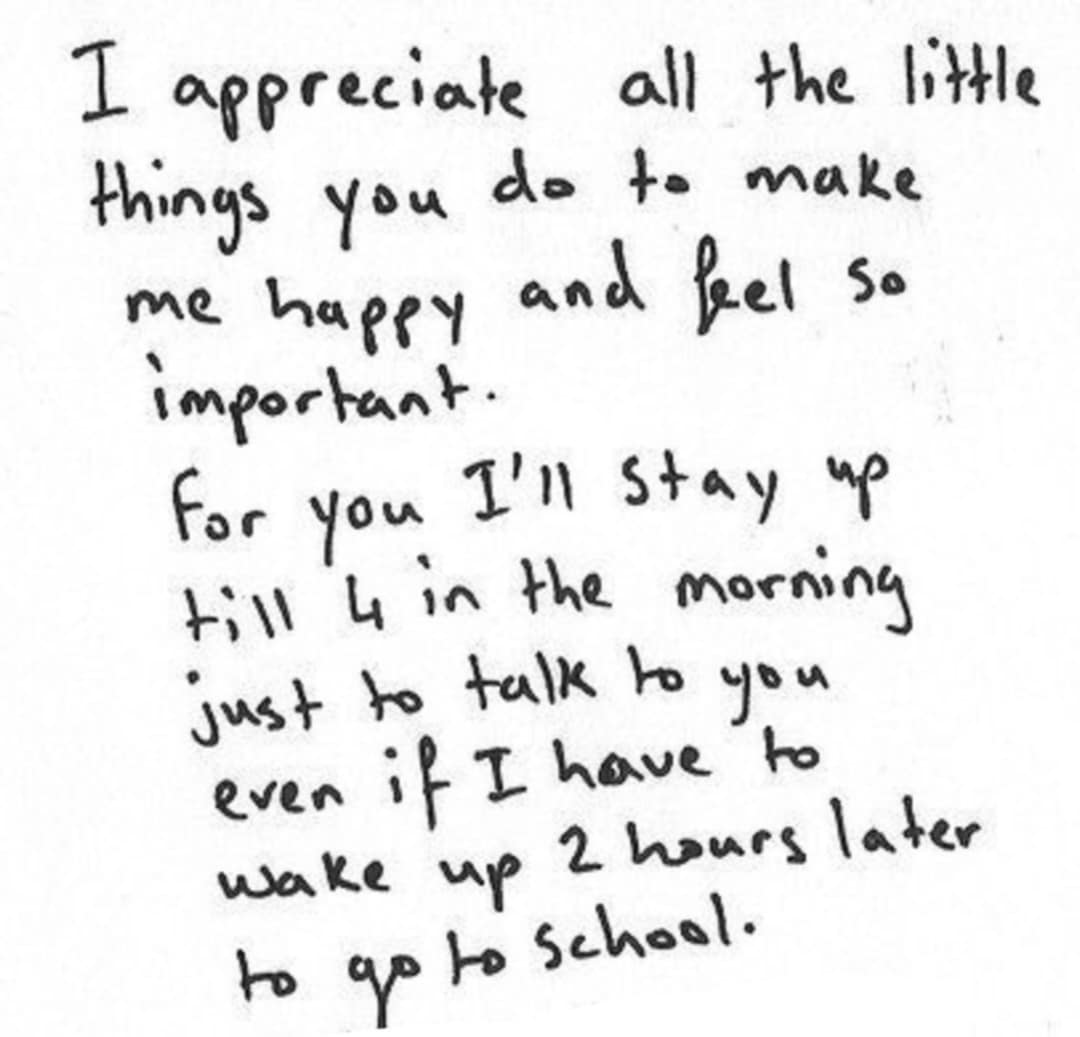 I appreciate all the little
things you do to make
me happy and feel so
important.
For you I'll stay up
till 4 in the morning
just to talk to you
even if I have to
wake up 2 hours later
to go to school.